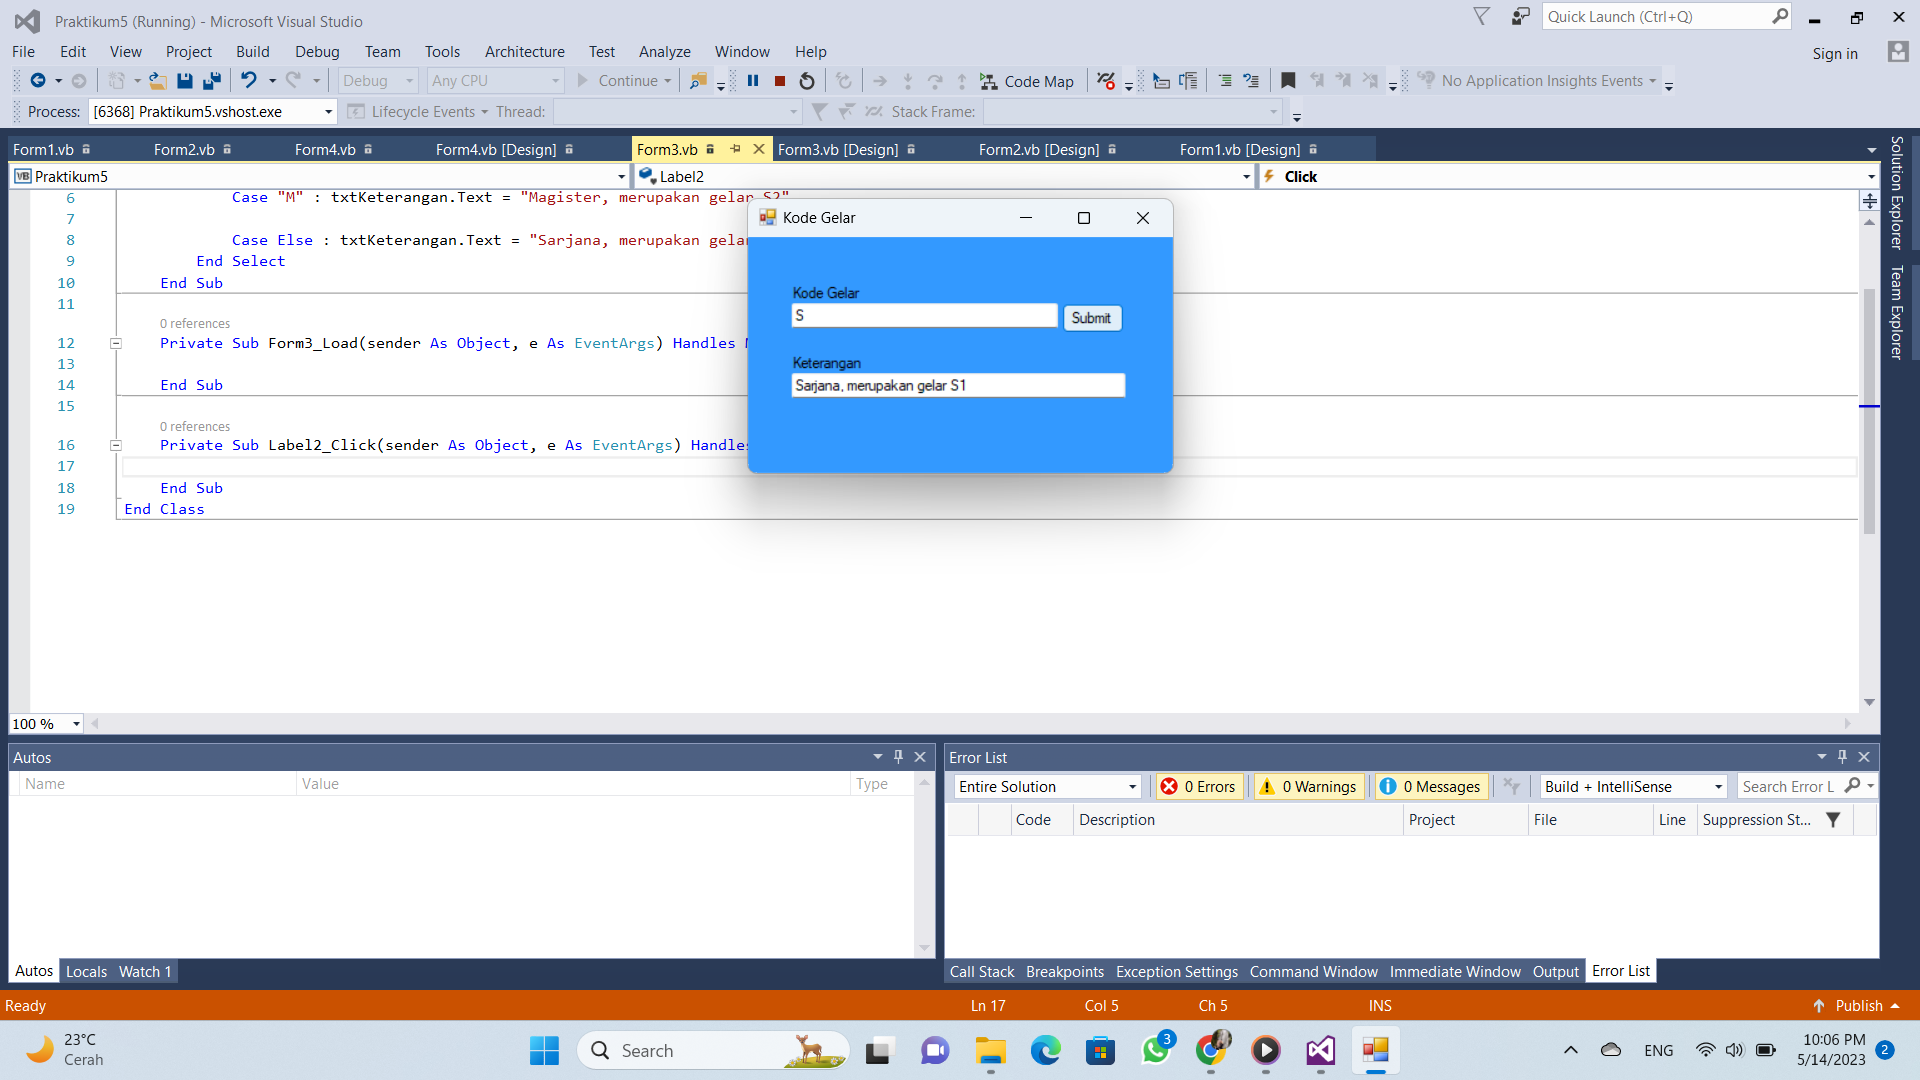 Praktikum5 (Running) - Microsoft Visual Studio
Quick Launch (Ctrl+Q)
File Edit View Project Build Debug Team Tools Architecture Test Analyze Window Help
Sign in
Debug Any CPU Continue Code Map No Application Insights Events
Process: [6368] Praktikum5.vshost.exe Lifecycle Events Thread: Stack Frame:
Form1.vb Form2.vb Form4.vb Form4.vb [Design] Form3.vb Form3.vb [Design] Form2.vb [Design] Form1.vb [Design]
VB Praktikum5 Label2 Click
Solution Explorer
Team Explorer
6 Case "M" : txtKeterangan.Text = "Magister, merupakan gelar S2"
7
8 Case Else : txtKeterangan.Text = "Sarjana, merupakan gelar
9 End Select
10 End Sub
11
0 references
12 Private Sub Form3_Load(sender As Object, e As EventArgs) Handles
13
14 End Sub
15
0 references
16 Private Sub Label2_Click(sender As Object, e As EventArgs) Handles
17
18 End Sub
19 End Class
Kode Gelar
Kode Gelar
S
Submit
Keterangan
Sarjana, merupakan gelar S1
100 %
Autos
Name Value Type
Autos Locals Watch 1
Error List
Entire Solution 0 Errors 0 Warnings 0 Messages Build + IntelliSense Search Error L
Code Description Project File Line Suppression St...
Call Stack Breakpoints Exception Settings Command Window Immediate Window Output Error List
Ready Ln 17 Col 5 Ch 5 INS Publish
23°C
Cerah
Search
3
ENG
10:06 PM
5/14/2023
2